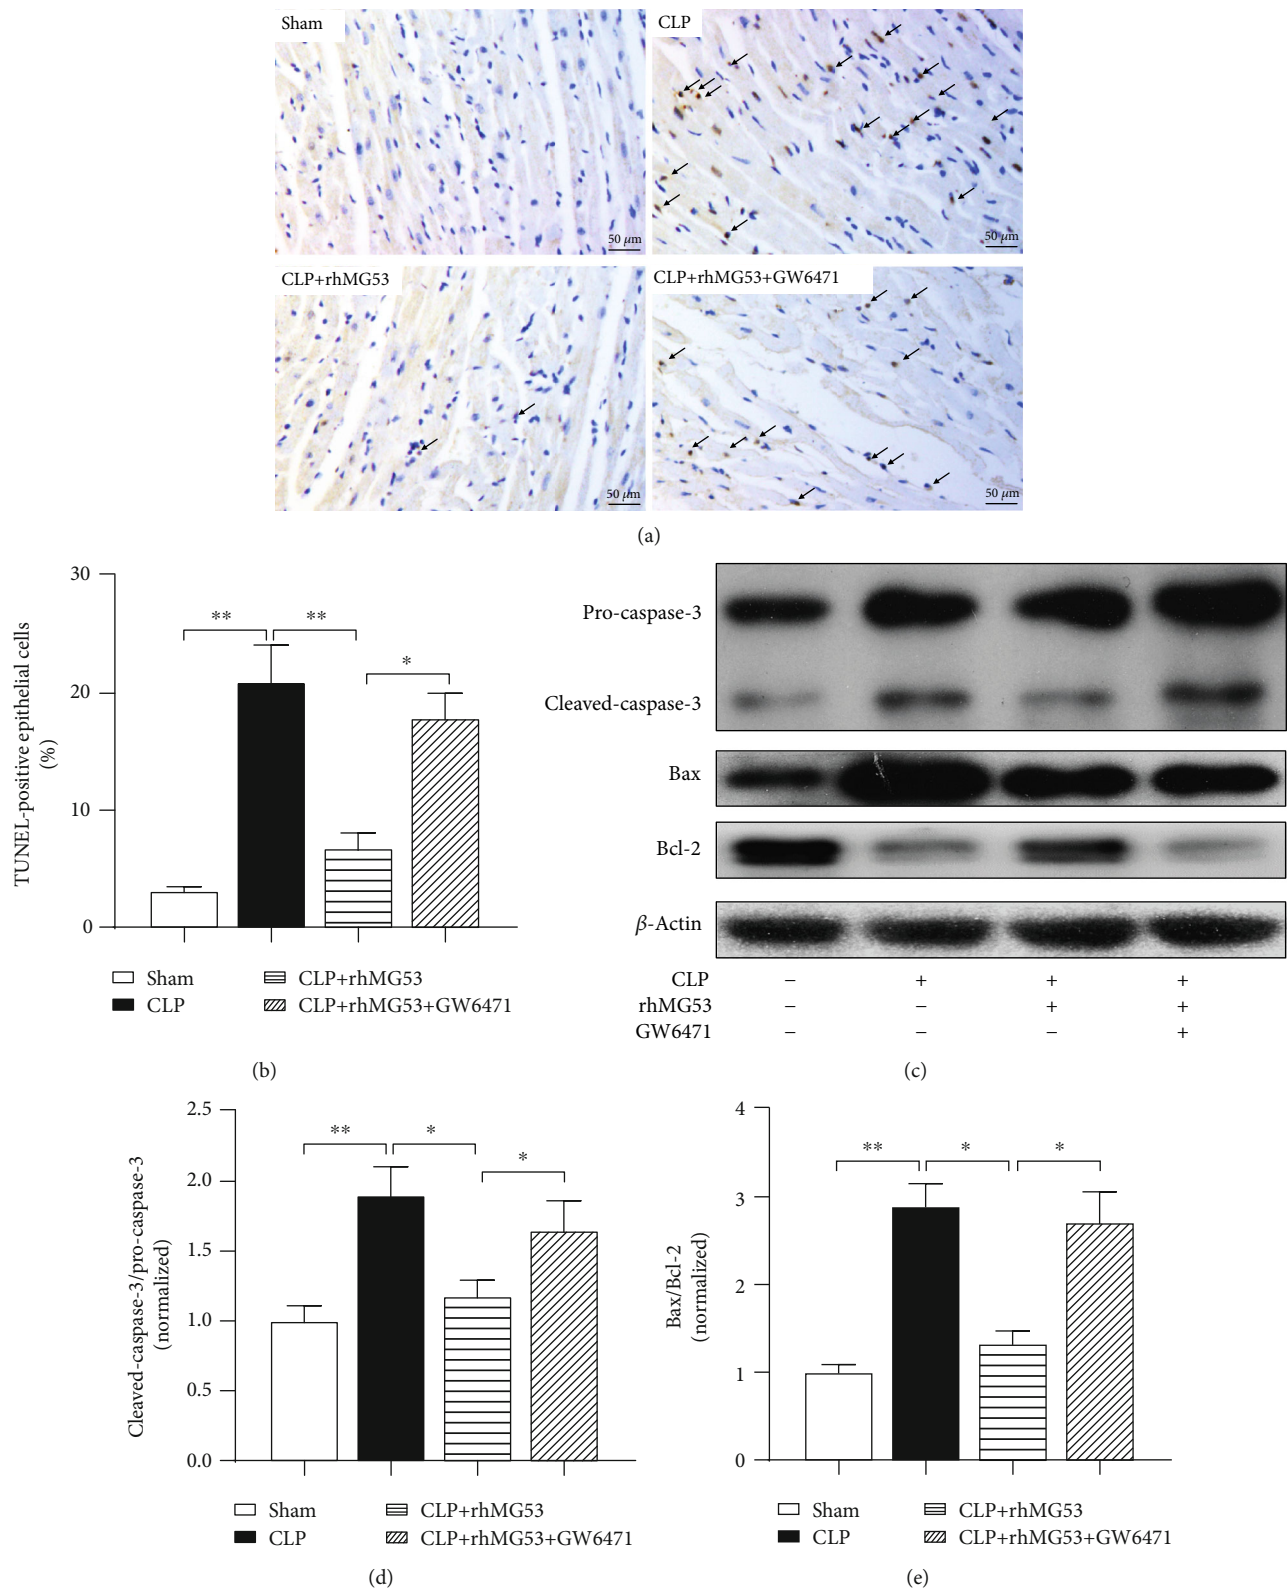 Sham
CLP
50 μm
50 μm
CLP+rhMG53
CLP+rhMG53+GW6471
50 μm
50 μm
(a)
TUNEL-positive epithelial cells
(%)
30
20
10
0
**
**
*
Sham
CLP+rhMG53
CLP
CLP+rhMG53+GW6471
(b)
Pro-caspase-3
Cleaved-caspase-3
Bax
Bcl-2
β-Actin
CLP − + + +
rhMG53 − − + +
GW6471 − − − +
(c)
Cleaved-caspase-3/pro-caspase-3
(normalized)
2.5
2.0
1.5
1.0
0.5
0.0
**
*
*
Sham
CLP+rhMG53
CLP
CLP+rhMG53+GW6471
(d)
Bax/Bcl-2
(normalized)
4
3
2
1
0
**
*
*
Sham
CLP+rhMG53
CLP
CLP+rhMG53+GW6471
(e)